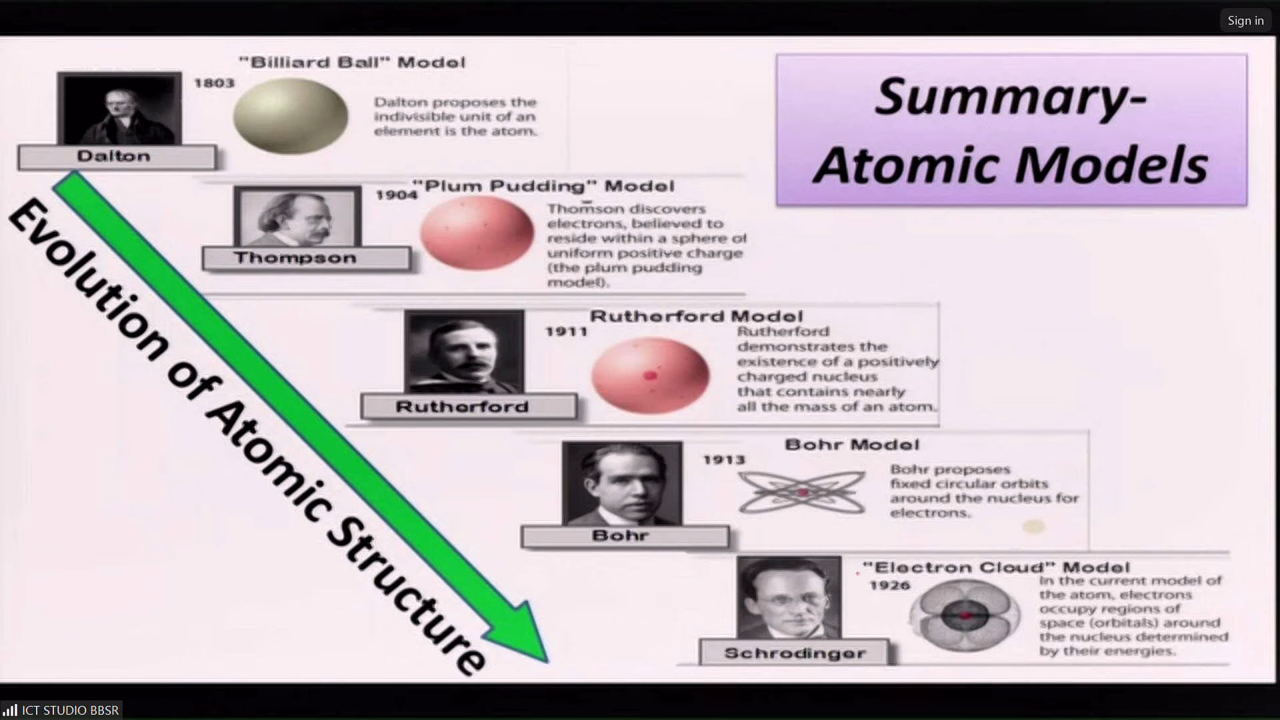 Sign in
Summary-
Atomic Models
"Billiard Ball" Model
1803
Dalton proposes the
indivisible unit of an
element is the atom.
Dalton
"Plum Pudding" Model
1904
Thomson discovers
electrons, believed to
reside within a sphere of
uniform positive charge
(the plum pudding
model).
Thompson
Rutherford Model
1911
Rutherford
demonstrates the
existence of a positively
charged nucleus
that contains nearly
all the mass of an atom.
Rutherford
Bohr Model
1913
Bohr proposes
fixed circular orbits
around the nucleus for
electrons.
Bohr
"Electron Cloud" Model
1926
In the current model of
the atom, electrons
occupy regions of
space (orbitals) around
the nucleus determined
by their energies.
Schrodinger
Evolution of Atomic Structure
ICT STUDIO BBSR